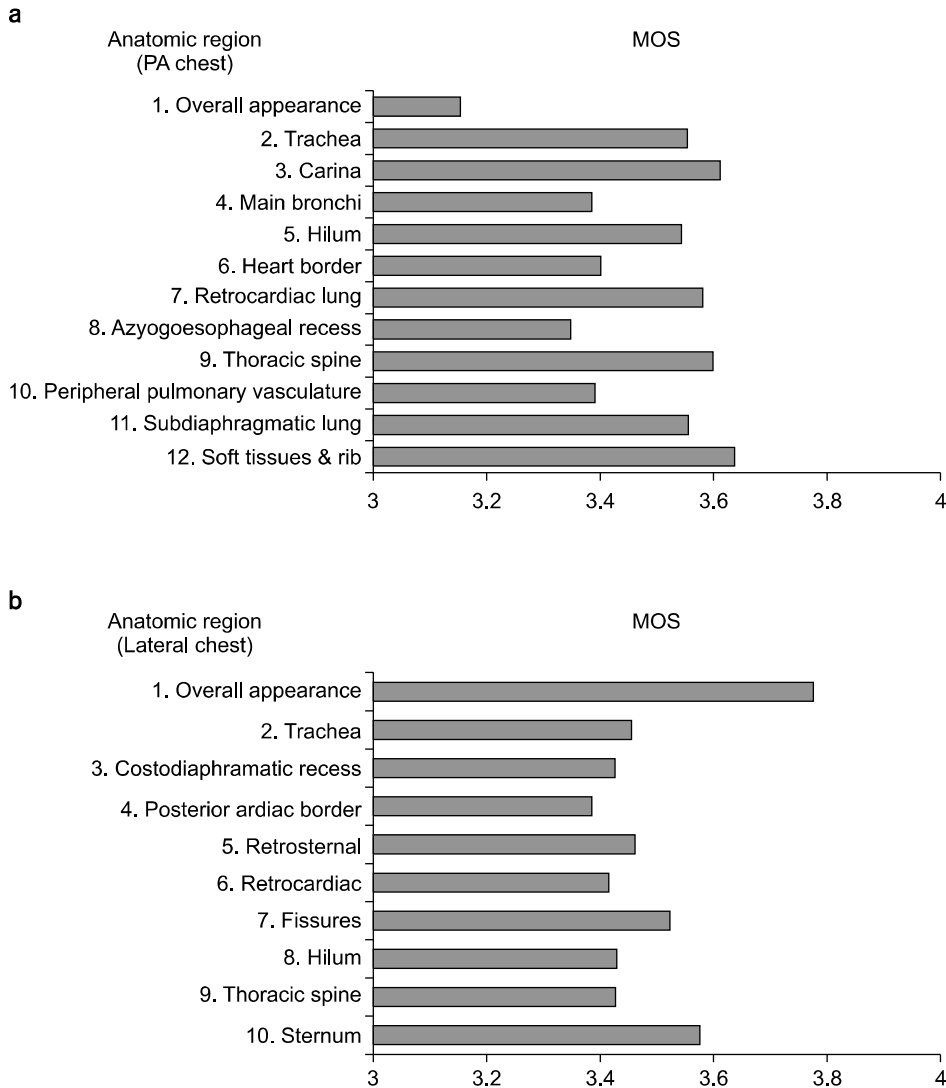 a
Anatomic region
(PA chest)
MOS
1. Overall appearance
2. Trachea
3. Carina
4. Main bronchi
5. Hilum
6. Heart border
7. Retrocardiac lung
8. Azyogoesophageal recess
9. Thoracic spine
10. Peripheral pulmonary vasculature
11. Subdiaphragmatic lung
12. Soft tissues & rib
3 3.2 3.4 3.6 3.8 4
b
Anatomic region
(Lateral chest)
MOS
1. Overall appearance
2. Trachea
3. Costodiaphramatic recess
4. Posterior ardiac border
5. Retrosternal
6. Retrocardiac
7. Fissures
8. Hilum
9. Thoracic spine
10. Sternum
3 3.2 3.4 3.6 3.8 4